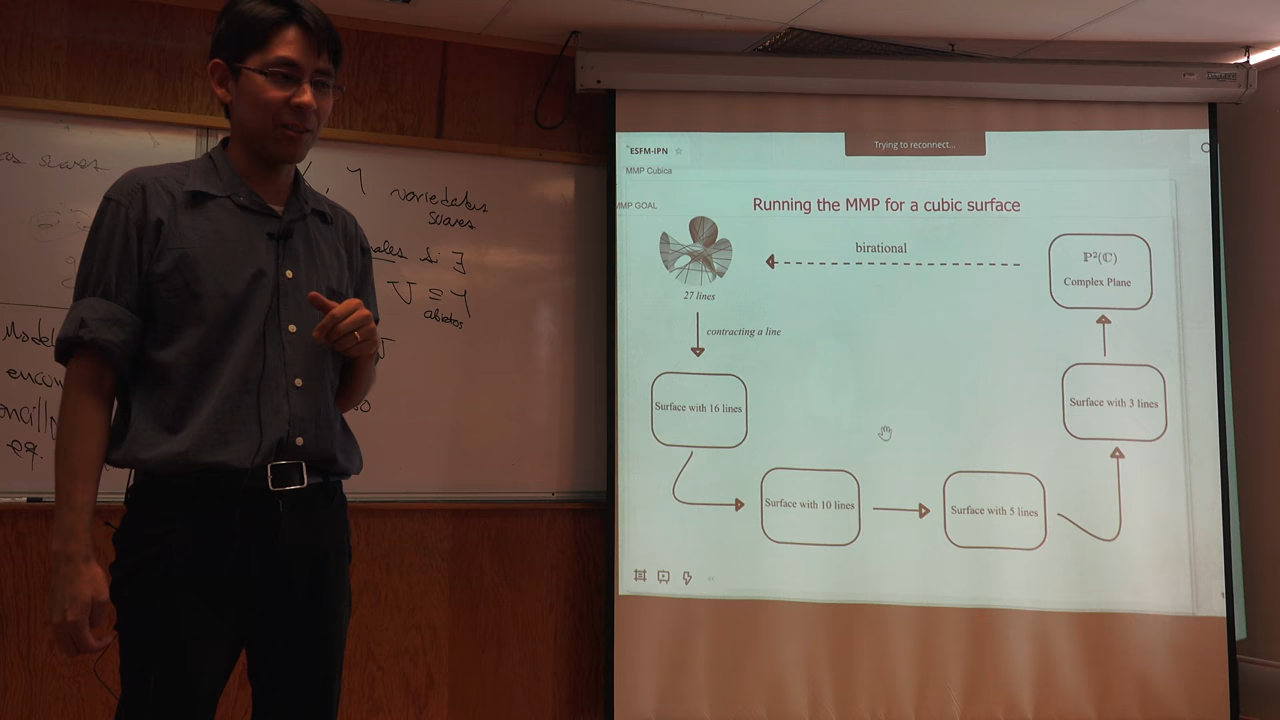 variedades
suaves
Si ∃
U ⊆ Y
abiertos
"ESFM-IPN
Trying to reconnect...
MMP Cubica
MMP GOAL
Running the MMP for a cubic surface
birational
27 lines
contracting a line
ℙ²(ℂ)
Complex Plane
Surface with 16 lines
Surface with 3 lines
Surface with 10 lines
Surface with 5 lines